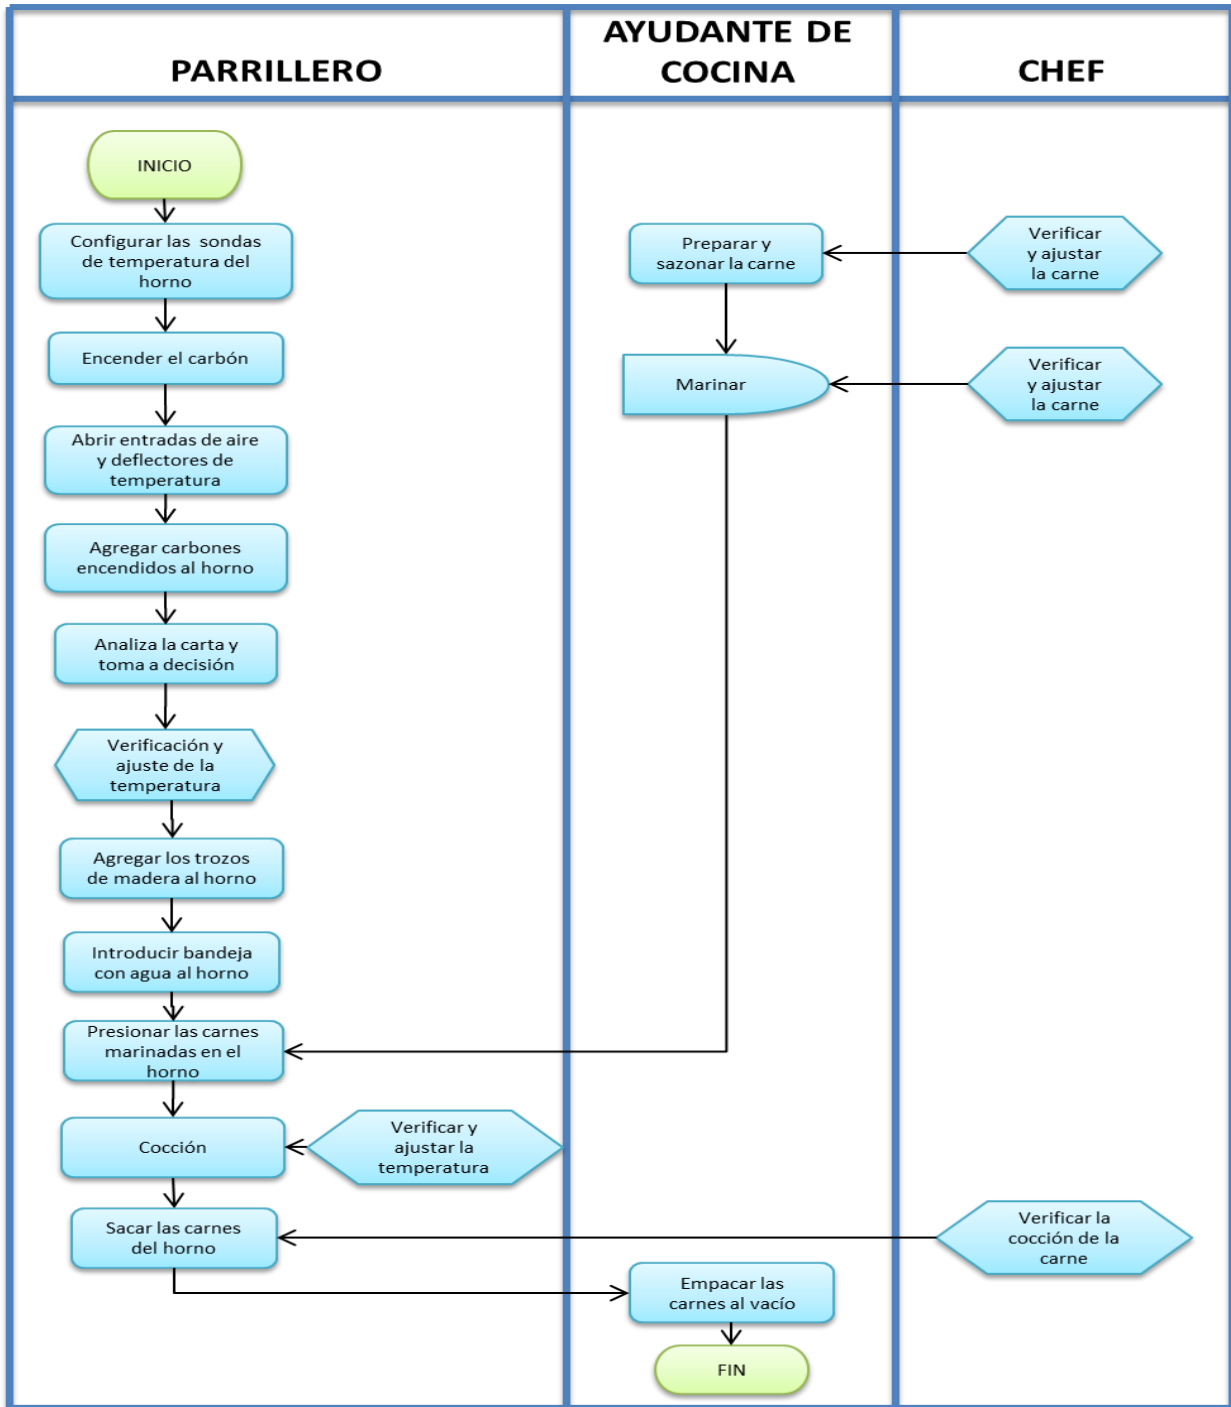 PARRILLERO
AYUDANTE DE
COCINA
CHEF
INICIO
Configurar las sondas
de temperatura del
horno
Encender el carbón
Abrir entradas de aire
y deflectores de
temperatura
Agregar carbones
encendidos al horno
Analiza la carta y
toma a decisión
Verificación y
ajuste de la
temperatura
Agregar los trozos
de madera al horno
Introducir bandeja
con agua al horno
Presionar las carnes
marinadas en el
horno
Cocción
Verificar y
ajustar la
temperatura
Sacar las carnes
del horno
Preparar y
sazonar la carne
Marinar
Empacar las
carnes al vacío
FIN
Verificar
y ajustar
la carne
Verificar
y ajustar
la carne
Verificar la
cocción de la
carne